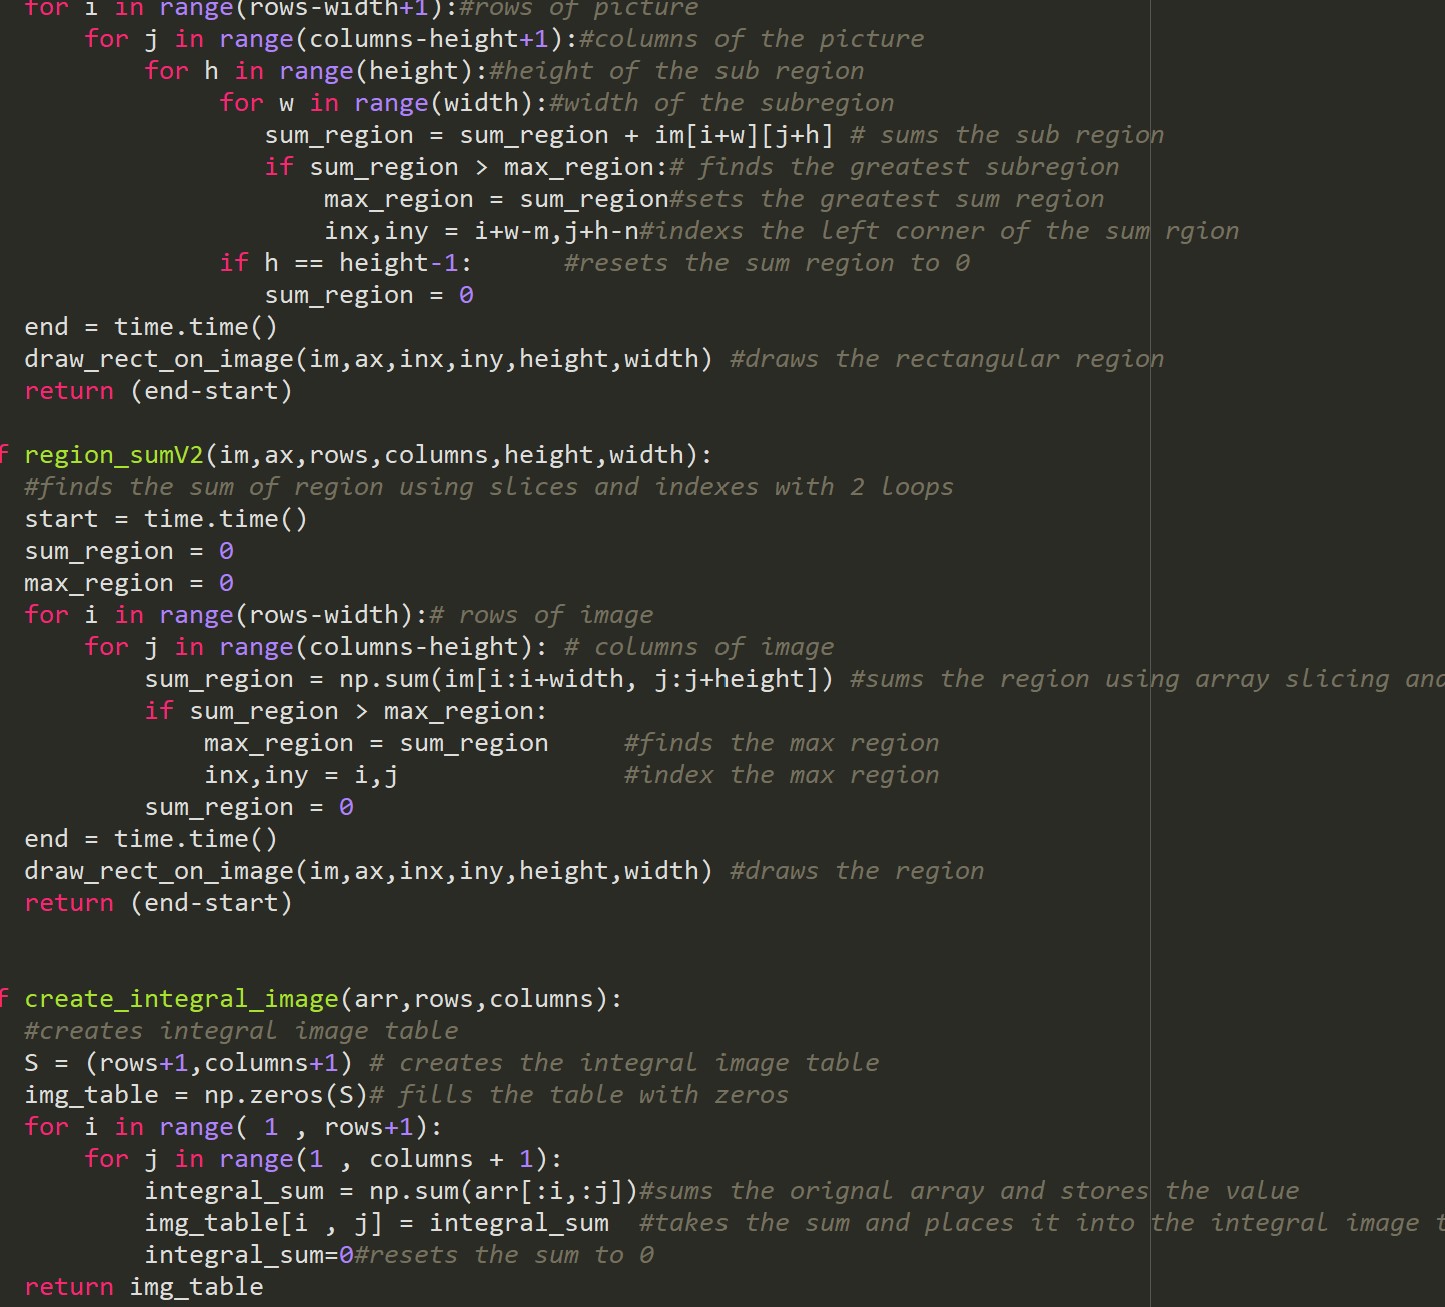 for i in range(rows-width+1):#rows of picture
for j in range(columns-height+1):#columns of the picture
for h in range(height):#height of the sub region
for w in range(width):#width of the subregion
sum_region = sum_region + im[i+w][j+h] # sums the sub region
if sum_region > max_region:# finds the greatest subregion
max_region = sum_region#sets the greatest sum region
inx,iny = i+w-m,j+h-n#indexs the left corner of the sum rgion
if h == height-1:      #resets the sum region to 0
sum_region = 0
end = time.time()
draw_rect_on_image(im,ax,inx,iny,height,width) #draws the rectangular region
return (end-start)
f region_sumV2(im,ax,rows,columns,height,width):
#finds the sum of region using slices and indexes with 2 loops
start = time.time()
sum_region = 0
max_region = 0
for i in range(rows-width):# rows of image
for j in range(columns-height): # columns of image
sum_region = np.sum(im[i:i+width, j:j+height]) #sums the region using array slicing and
if sum_region > max_region:
max_region = sum_region     #finds the max region
inx,iny = i,j               #index the max region
sum_region = 0
end = time.time()
draw_rect_on_image(im,ax,inx,iny,height,width) #draws the region
return (end-start)
f create_integral_image(arr,rows,columns):
#creates integral image table
S = (rows+1,columns+1) # creates the integral image table
img_table = np.zeros(S)# fills the table with zeros
for i in range( 1 , rows+1):
for j in range(1 , columns + 1):
integral_sum = np.sum(arr[:i,:j])#sums the orignal array and stores the value
img_table[i , j] = integral_sum  #takes the sum and places it into the integral image t
integral_sum=0#resets the sum to 0
return img_table